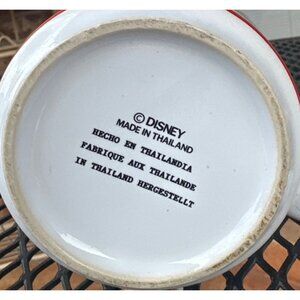 © DISNEY
MADE IN THAILAND
HECHO EN THAILANDIA
FABRIQUE AUX THAILANDE
IN THAILAND HERGESTELLT